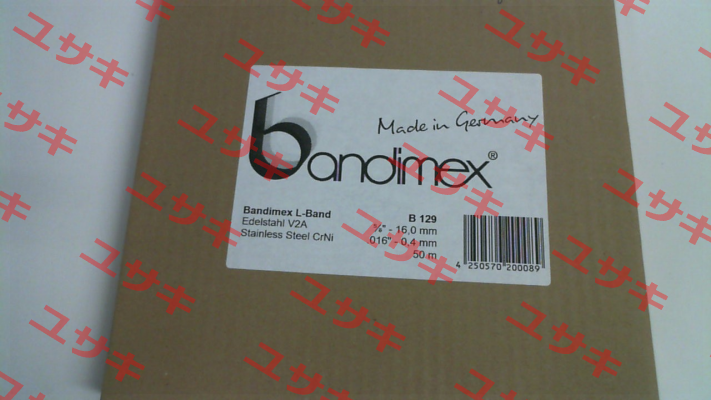 Made in Germany
bandimex®
Bandimex L-Band
B 129
Edelstahl V2A
⅝" - 16,0 mm
Stainless Steel CrNi
.016" - 0,4 mm
50 m
4 250570 200089
ユサキ